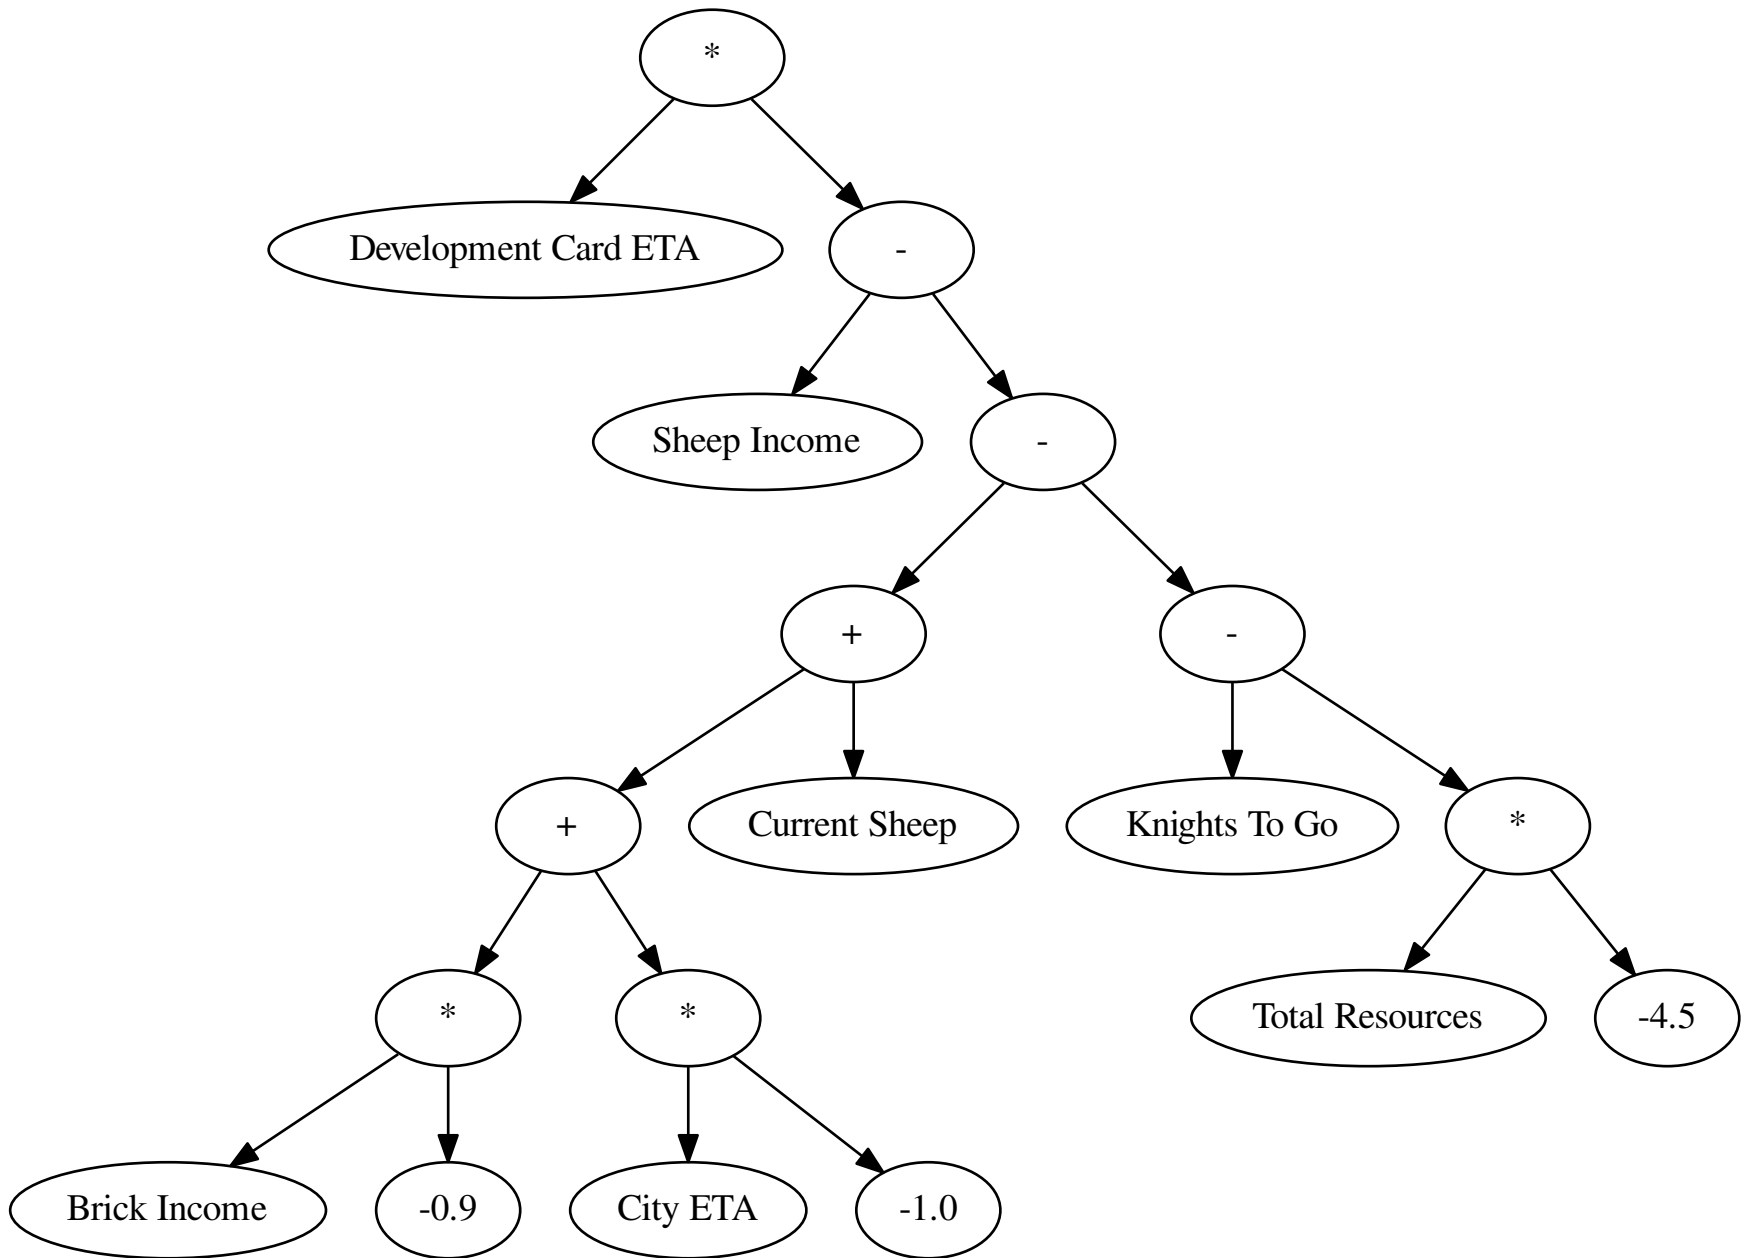 *
Development Card ETA
-
Sheep Income
-
+
-
+
Current Sheep
Knights To Go
*
*
*
Total Resources
-4.5
Brick Income
-0.9
City ETA
-1.0